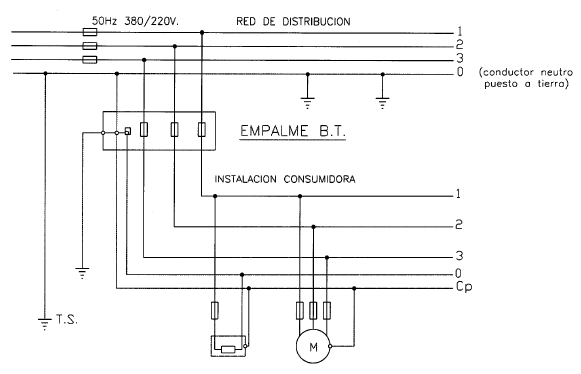 50Hz 380/220V. RED DE DISTRIBUCION
1
2
3
0 (conductor neutro
puesto a tierra)
EMPALME B.T.
INSTALACION CONSUMIDORA
1
2
3
0
Cp
T.S.
M